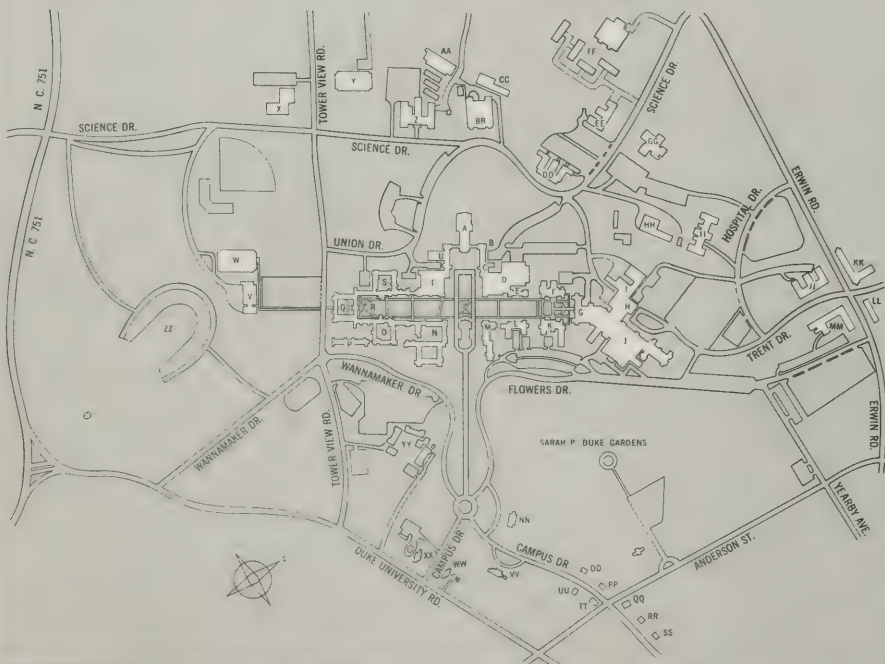 N. C. 751
TOWER VIEW RD.
AA
FF
CC
Y
X
Z
BB
EE
SCIENCE DR.
SCIENCE DR.
SCIENCE DR.
GG
DD
ERWIN RD.
HOSPITAL DR.
N. C. 751
UNION DR.
A
B
HH
II
W
U
C
D
KK
S
T
E
F
I
JJ
V
Q
R
G
H
LL
ZZ
O
N
M
L
K
J
MM
P
TRENT DR.
WANNAMAKER DR.
FLOWERS DR.
WANNAMAKER DR.
TOWER VIEW RD.
YY
SARAH P. DUKE GARDENS
ERWIN RD.
YEARBY AVE.
NN
CAMPUS DR
CAMPUS DR
ANDERSON ST.
XX
WW
VV
OO
PP
DUKE UNIVERSITY RD.
UU
TT
QQ
RR
SS